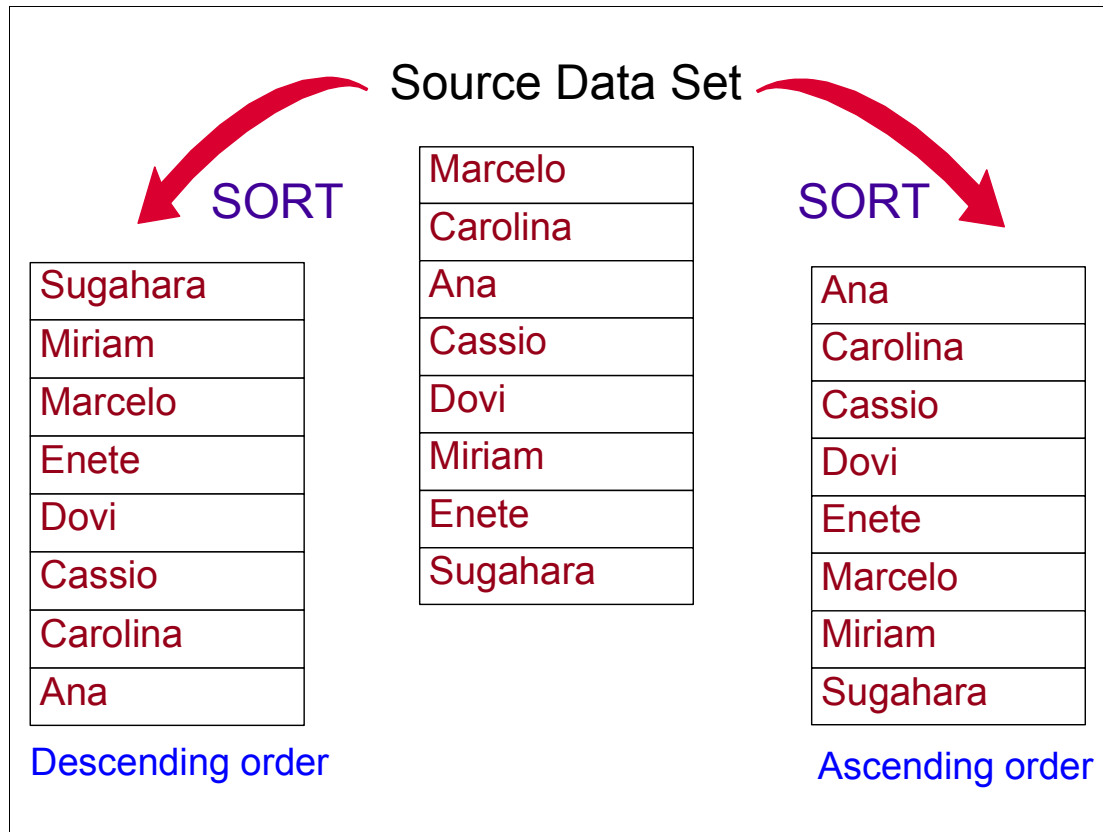 Source Data Set
SORT
SORT
Sugahara
Miriam
Marcelo
Enete
Dovi
Cassio
Carolina
Ana
Descending order
Marcelo
Carolina
Ana
Cassio
Dovi
Miriam
Enete
Sugahara
Ana
Carolina
Cassio
Dovi
Enete
Marcelo
Miriam
Sugahara
Ascending order